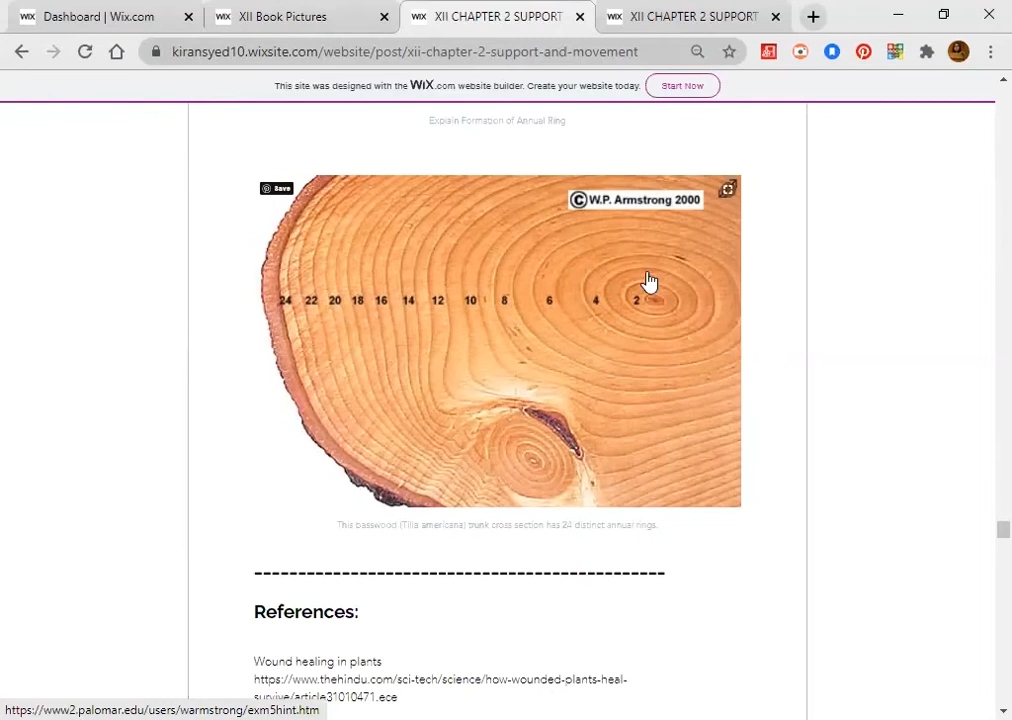 Dashboard | Wix.com
XII Book Pictures
XII CHAPTER 2 SUPPORT
XII CHAPTER 2 SUPPORT
kiransyed10.wixsite.com/website/post/xii-chapter-2-support-and-movement
This site was designed with the WiX.com website builder. Create your website today. Start Now
Explain Formation of Annual Ring
Save
© W.P. Armstrong 2000
24 22 20 18 16 14 12 10 8 6 4 2
This basswood (Tilia americana) trunk cross section has 24 distinct annual rings.
References:
Wound healing in plants
https://www.thehindu.com/sci-tech/science/how-wounded-plants-heal-
survive/article31010471.ece
https://www2.palomar.edu/users/warmstrong/exm5hint.htm